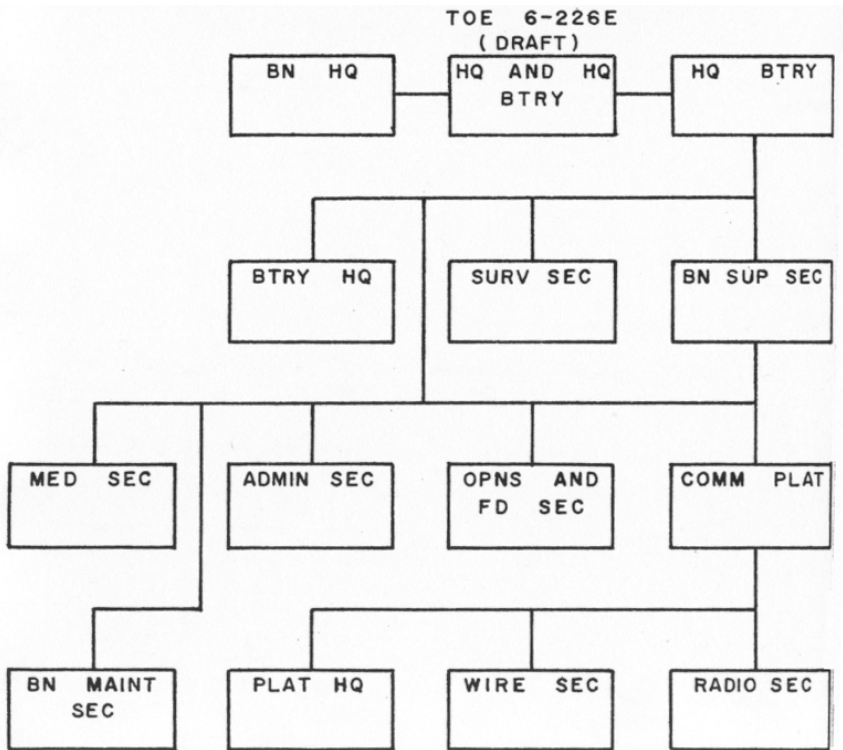 TOE 6-226E
(DRAFT)
BN HQ
HQ AND HQ
BTRY
HQ BTRY
BTRY HQ
SURV SEC
BN SUP SEC
MED SEC
ADMIN SEC
OPNS AND
FD SEC
COMM PLAT
BN MAINT
SEC
PLAT HQ
WIRE SEC
RADIO SEC